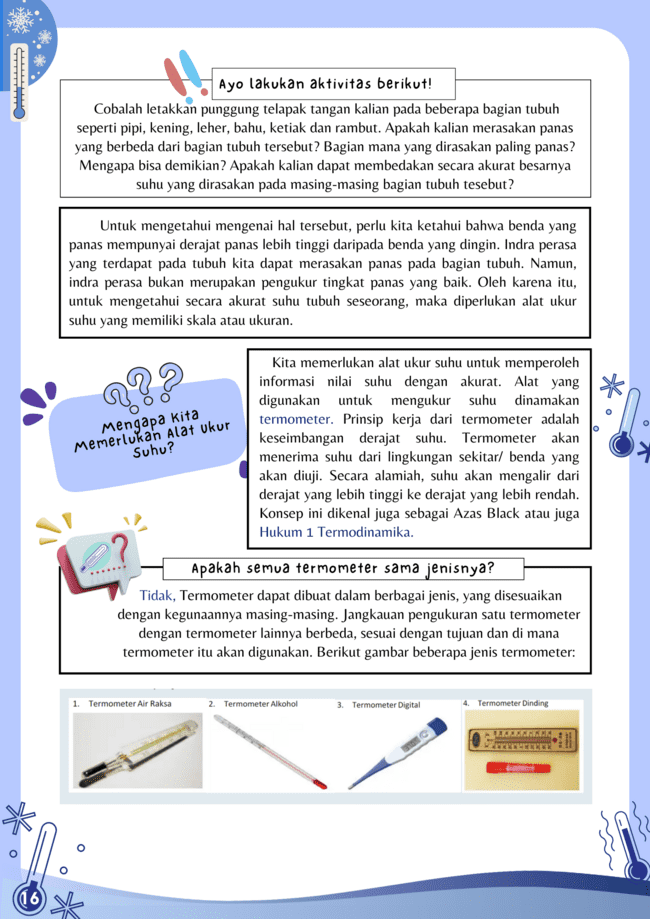 Ayo lakukan aktivitas berikut!
Cobalah letakkan punggung telapak tangan kalian pada beberapa bagian tubuh
seperti pipi, kening, leher, bahu, ketiak dan rambut. Apakah kalian merasakan panas
yang berbeda dari bagian tubuh tersebut? Bagian mana yang dirasakan paling panas?
Mengapa bisa demikian? Apakah kalian dapat membedakan secara akurat besarnya
suhu yang dirasakan pada masing-masing bagian tubuh tesebut?
Untuk mengetahui mengenai hal tersebut, perlu kita ketahui bahwa benda yang
panas mempunyai derajat panas lebih tinggi daripada benda yang dingin. Indra perasa
yang terdapat pada tubuh kita dapat merasakan panas pada bagian tubuh. Namun,
indra perasa bukan merupakan pengukur tingkat panas yang baik. Oleh karena itu,
untuk mengetahui secara akurat suhu tubuh seseorang, maka diperlukan alat ukur
suhu yang memiliki skala atau ukuran.
Mengapa Kita
Memerlukan Alat Ukur
Suhu?
Kita memerlukan alat ukur suhu untuk memperoleh
informasi nilai suhu dengan akurat. Alat yang
digunakan untuk mengukur suhu dinamakan
termometer. Prinsip kerja dari termometer adalah
keseimbangan derajat suhu. Termometer akan
menerima suhu dari lingkungan sekitar/ benda yang
akan diuji. Secara alamiah, suhu akan mengalir dari
derajat yang lebih tinggi ke derajat yang lebih rendah.
Konsep ini dikenal juga sebagai Azas Black atau juga
Hukum 1 Termodinamika.
Apakah semua termometer sama jenisnya?
Tidak, Termometer dapat dibuat dalam berbagai jenis, yang disesuaikan
dengan kegunaannya masing-masing. Jangkauan pengukuran satu termometer
dengan termometer lainnya berbeda, sesuai dengan tujuan dan di mana
termometer itu akan digunakan. Berikut gambar beberapa jenis termometer:
1. Termometer Air Raksa
2. Termometer Alkohol
3. Termometer Digital
4. Termometer Dinding
16